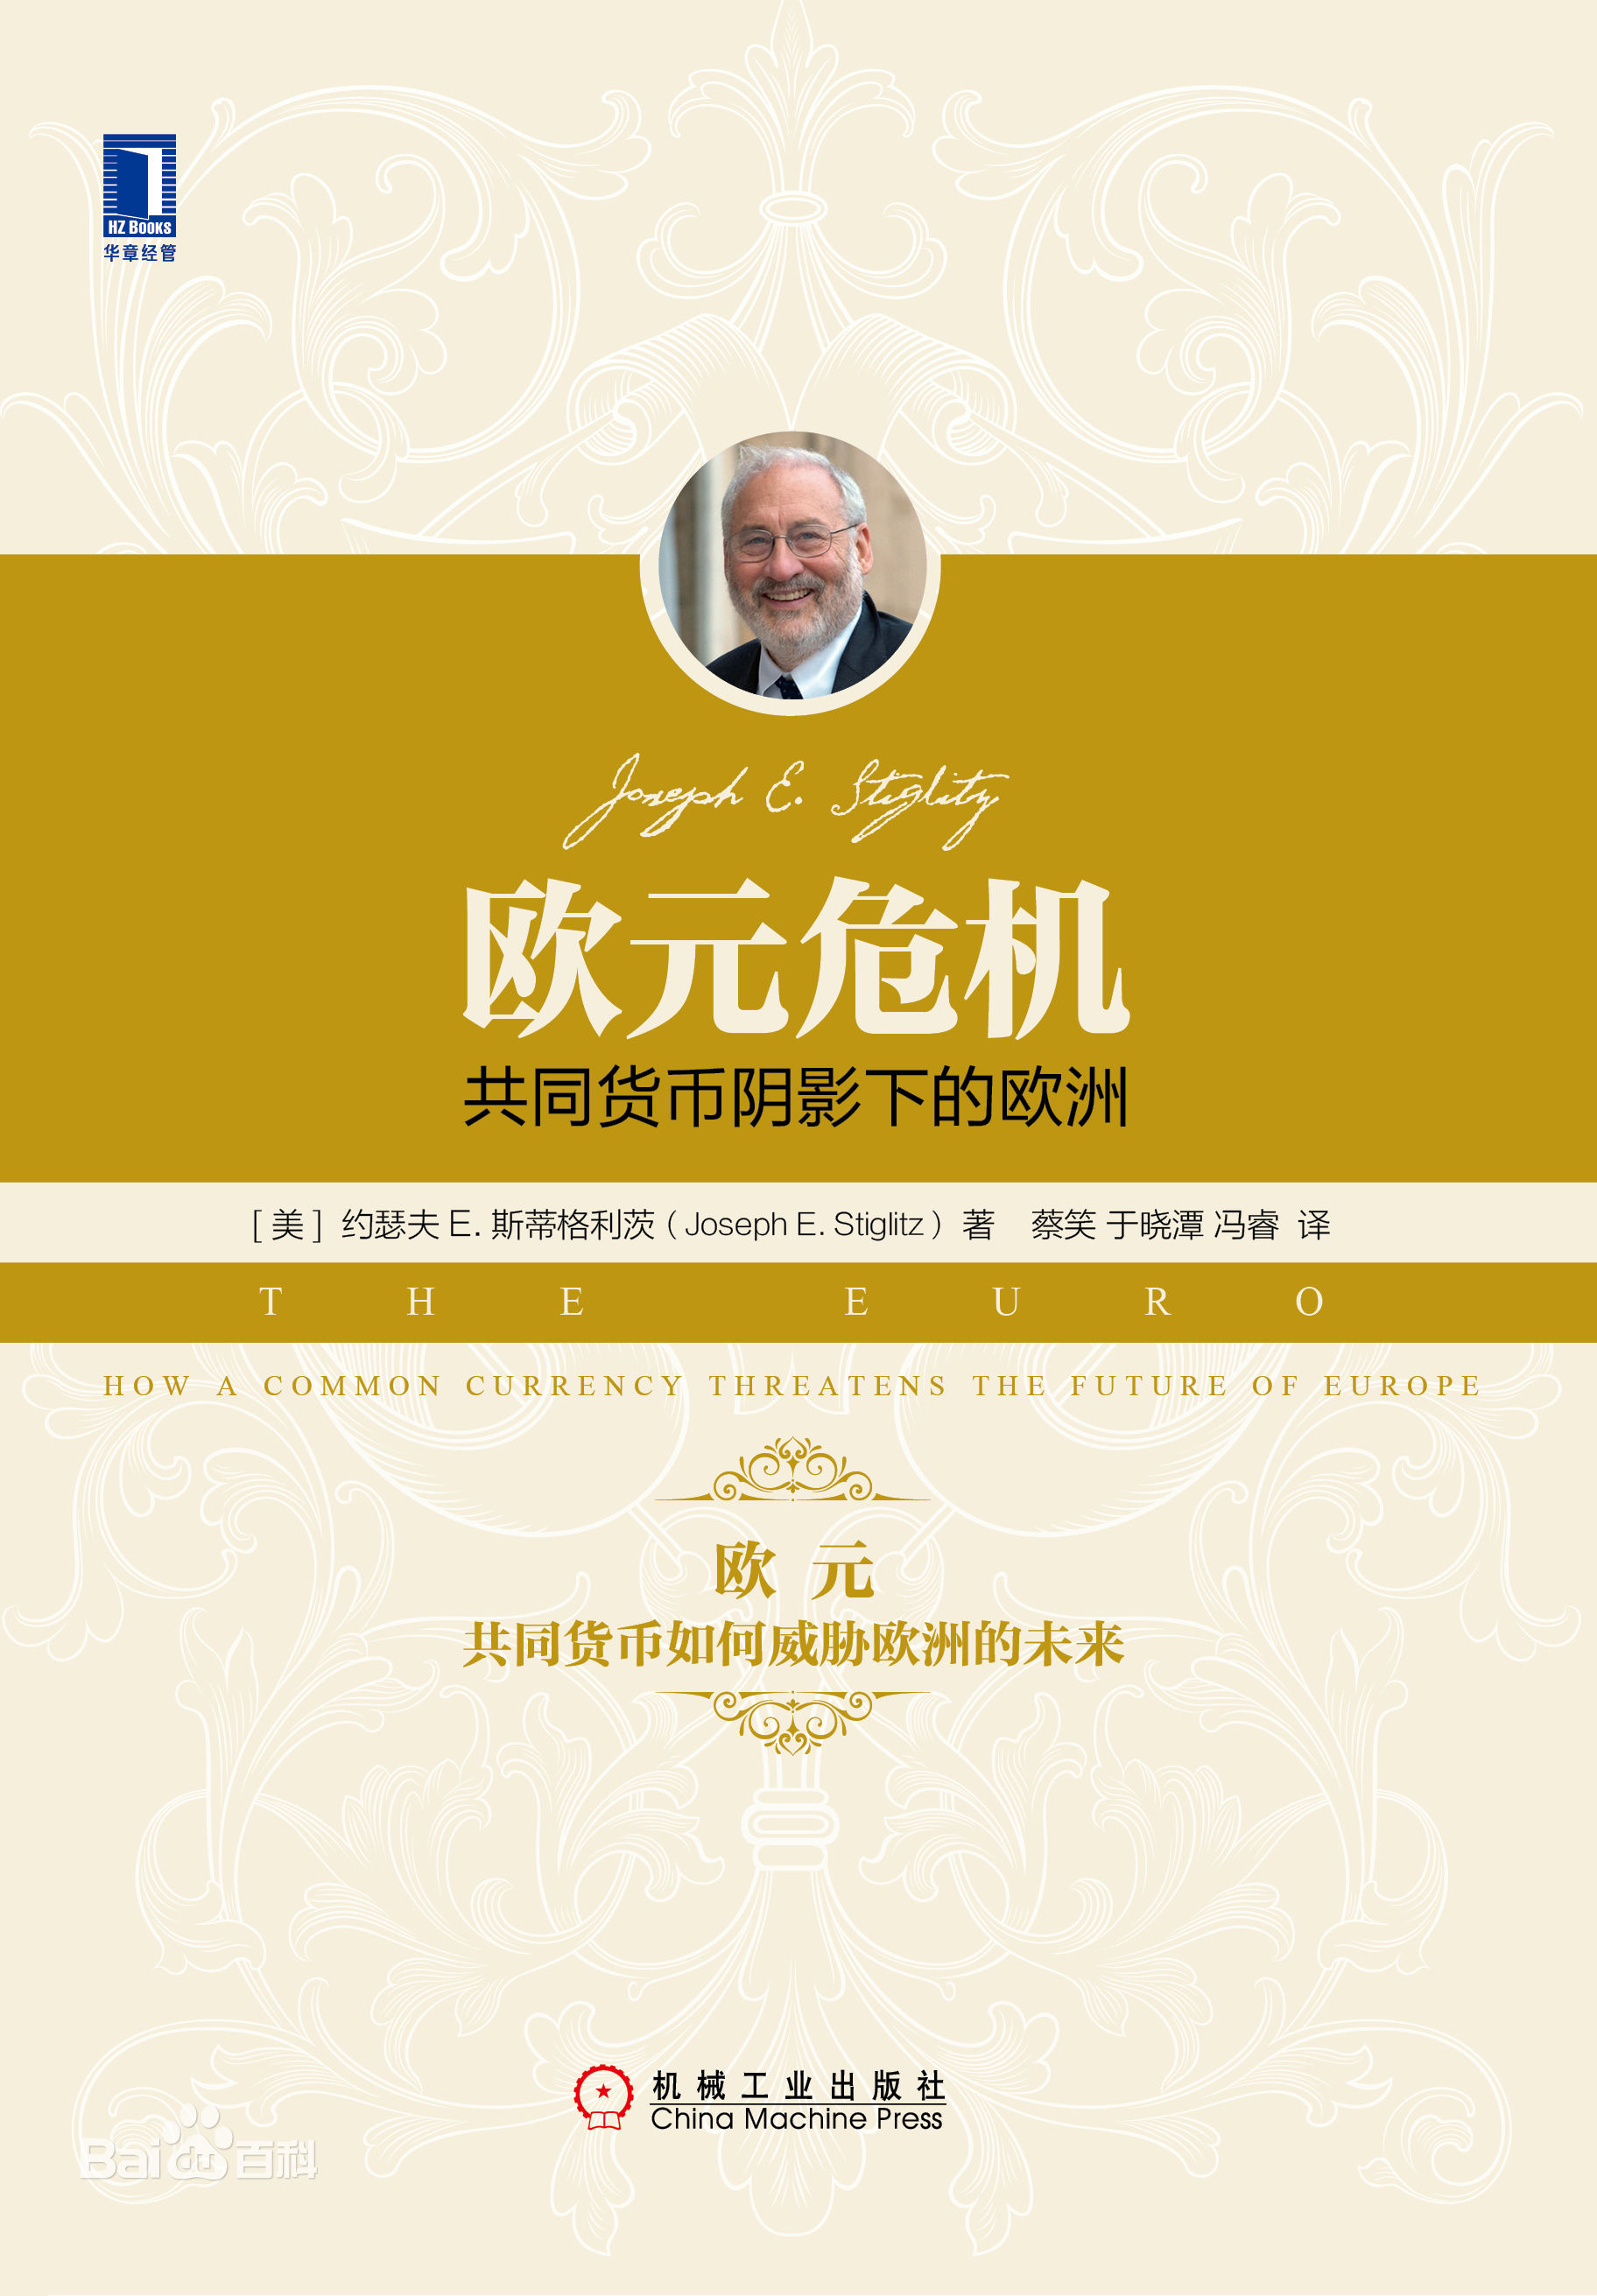 HZ BOOKS
华章经管
Joseph E. Stiglitz
欧元危机
共同货币阴影下的欧洲
[美] 约瑟夫 E. 斯蒂格利茨（Joseph E. Stiglitz）著 蔡笑 于晓潭 冯睿 译
THE EURO
HOW A COMMON CURRENCY THREATENS THE FUTURE OF EUROPE
欧 元
共同货币如何威胁欧洲的未来
机械工业出版社
China Machine Press
Bai 百科